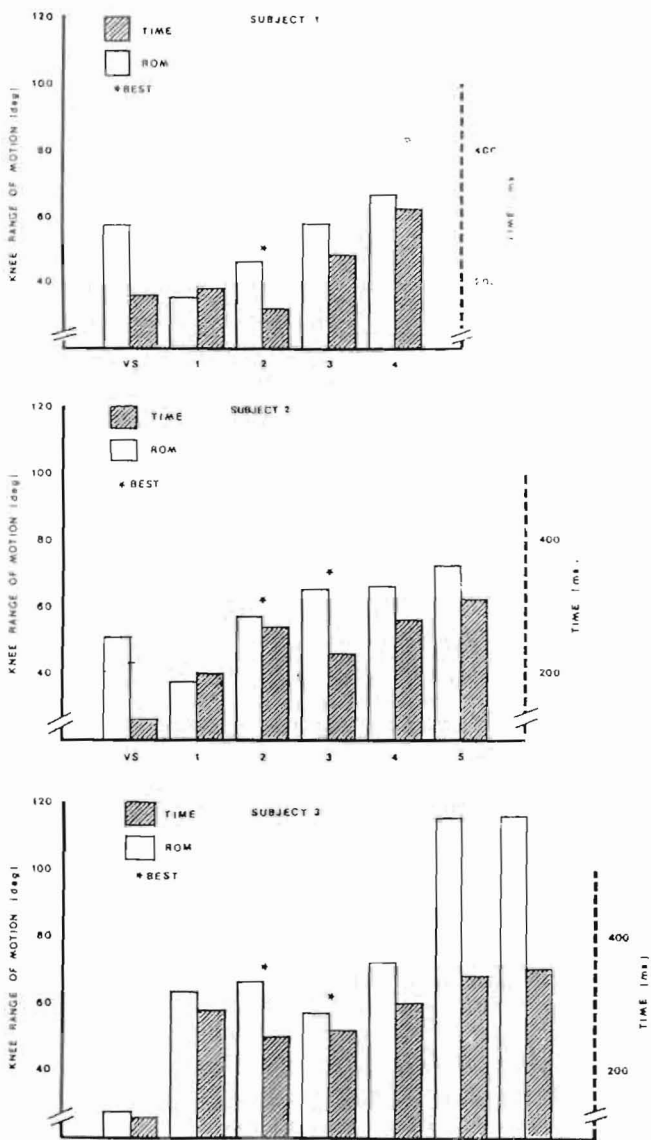 SUBJECT 1
TIME
ROM
*BEST
KNEE RANGE OF MOTION (deg)
120
100
80
60
40
*
400
TIME
VS 1 2 3 4
SUBJECT 2
TIME
ROM
* BEST
KNEE RANGE OF MOTION (deg)
120
100
80
60
40
* *
400
200
TIME (ms.
VS 1 2 3 4 5
SUBJECT 3
TIME
ROM
* BEST
KNEE RANGE OF MOTION (deg)
120
100
80
60
40
* *
400
200
TIME (ms)